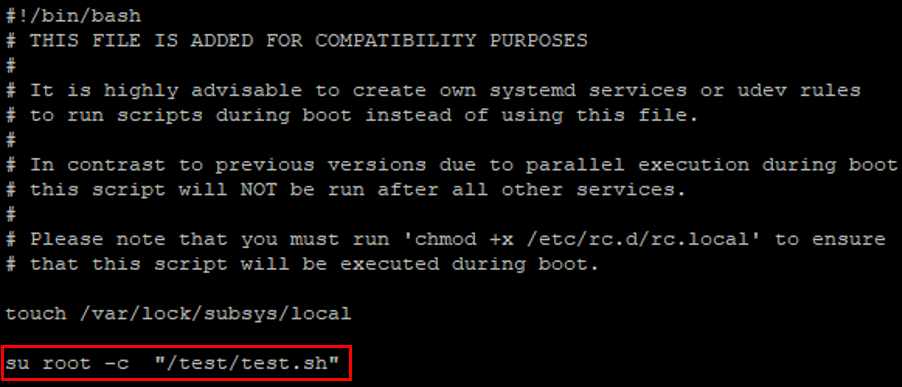 #!/bin/bash
# THIS FILE IS ADDED FOR COMPATIBILITY PURPOSES
#
# It is highly advisable to create own systemd services or udev rules
# to run scripts during boot instead of using this file.
#
# In contrast to previous versions due to parallel execution during boot
# this script will NOT be run after all other services.
#
# Please note that you must run 'chmod +x /etc/rc.d/rc.local' to ensure
# that this script will be executed during boot.

touch /var/lock/subsys/local

su root -c  "/test/test.sh"